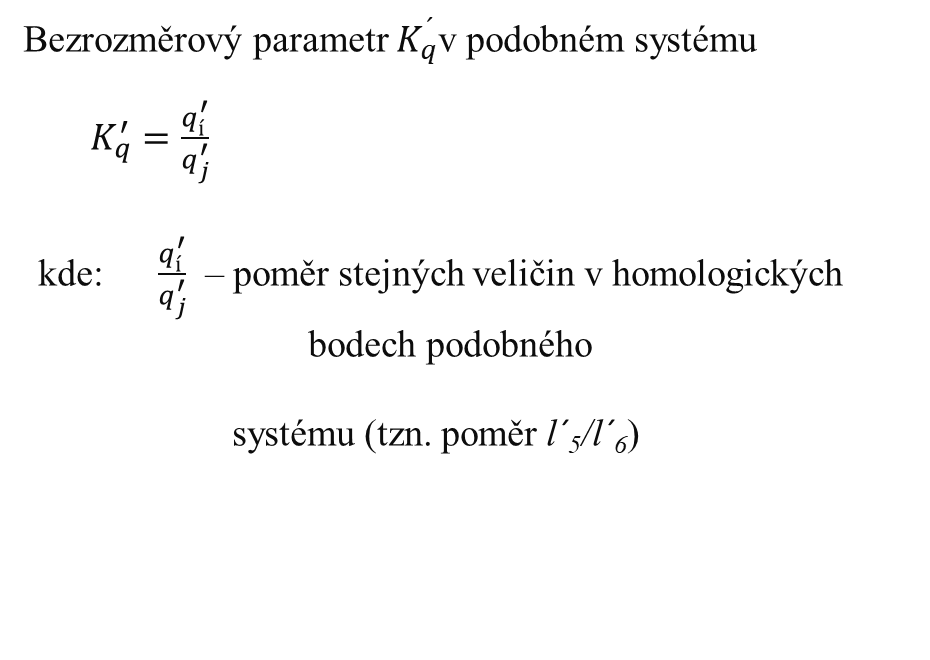 Bezrozměrový parametr K´q v podobném systému
K′q = q′í / q′j
kde: q′í / q′j – poměr stejných veličin v homologických
bodech podobného
systému (tzn. poměr l´5/l´6)